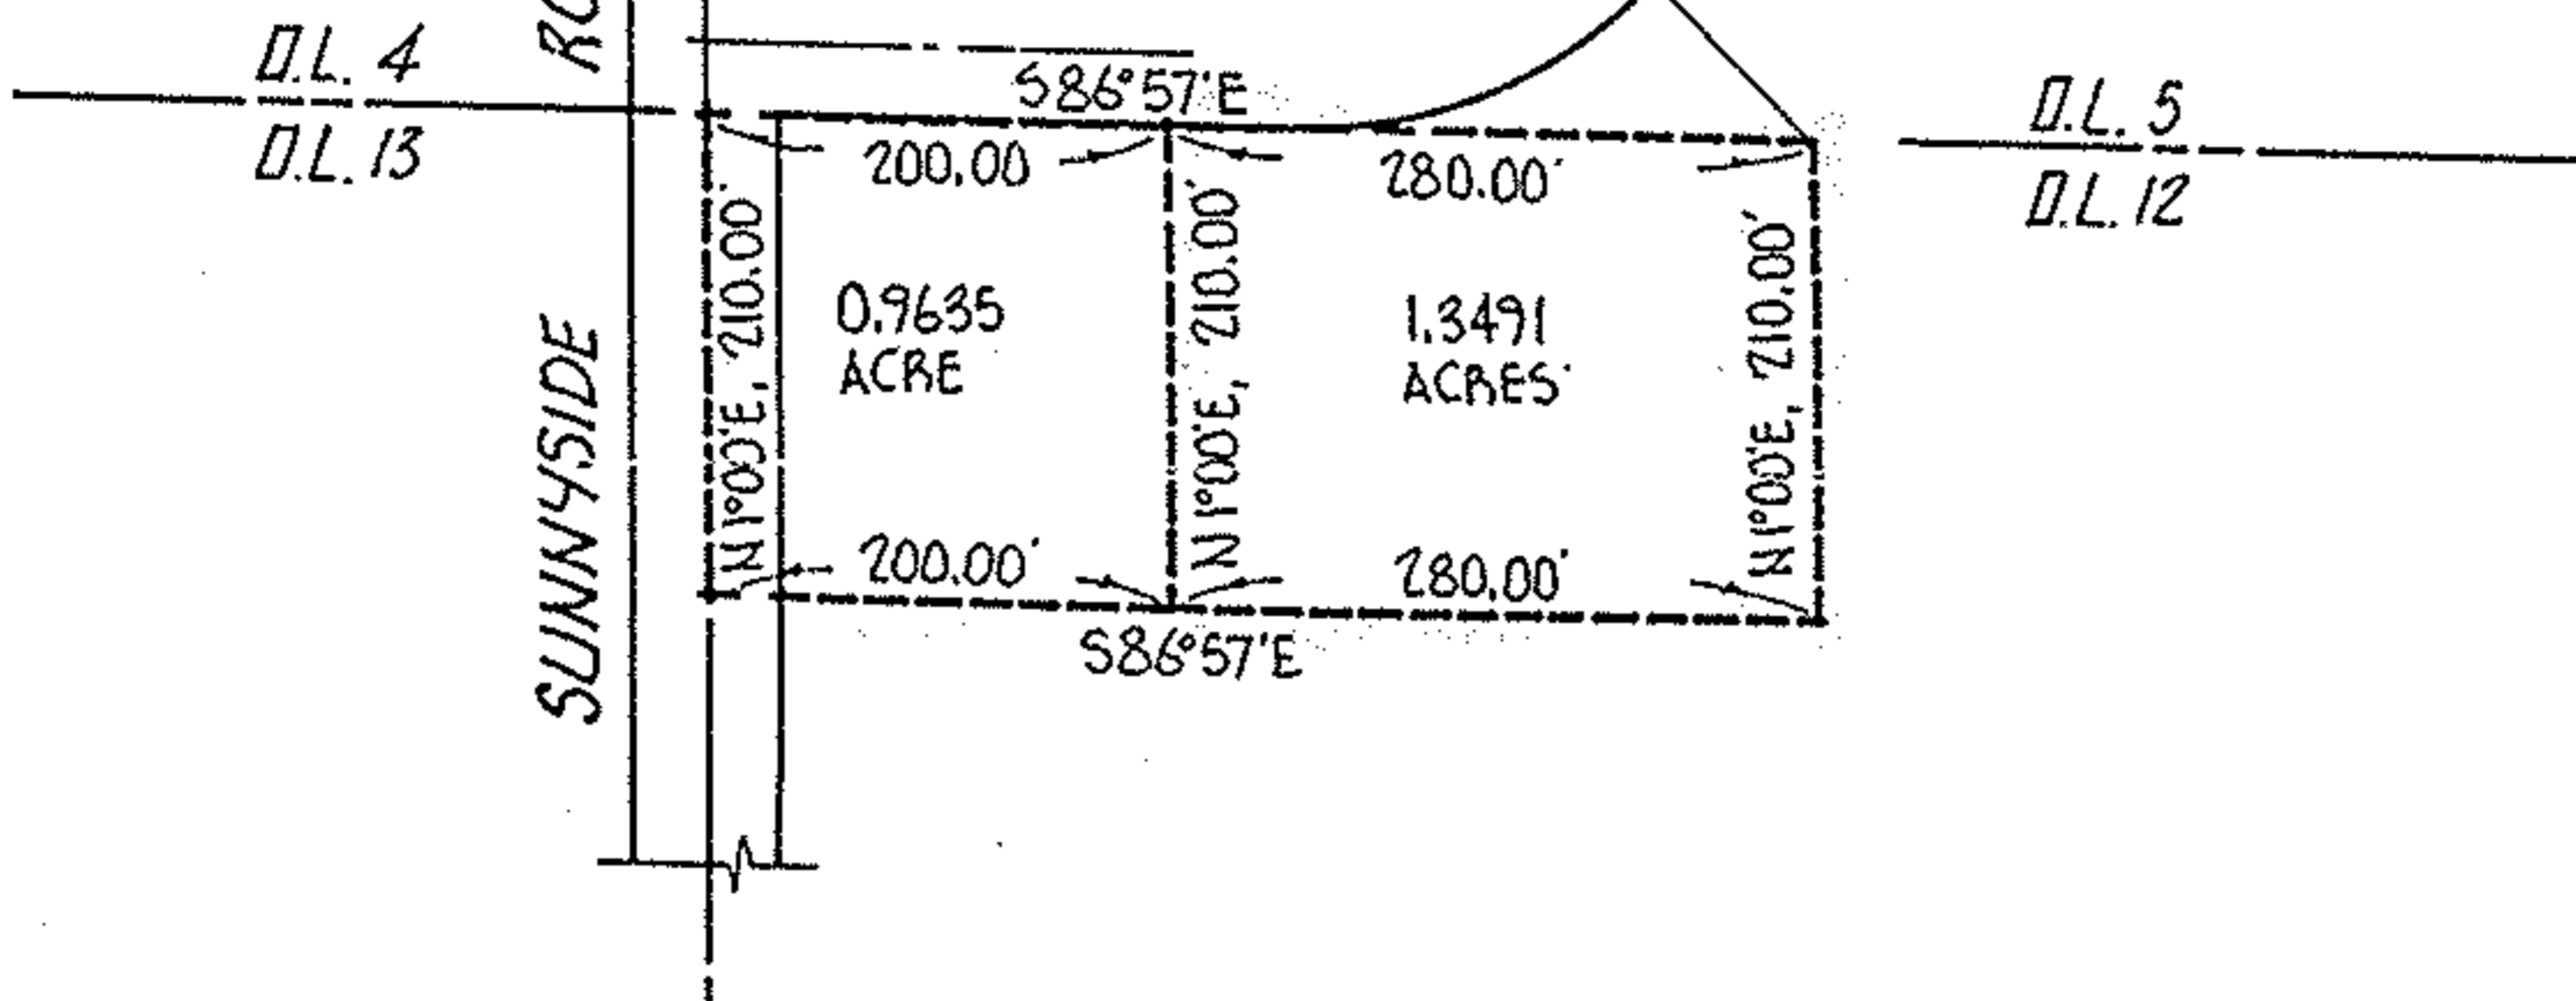 O.L. 4
O.L. 13
S86°57'E
200.00
280.00'
O.L. 5
O.L. 12
N1°00'E, 210.00'
0.9635
ACRE
N1°00'E, 210.00'
1.3491
ACRES
N1°00'E, 210.00'
SUNNYSIDE
200.00'
280.00'
S86°57'E